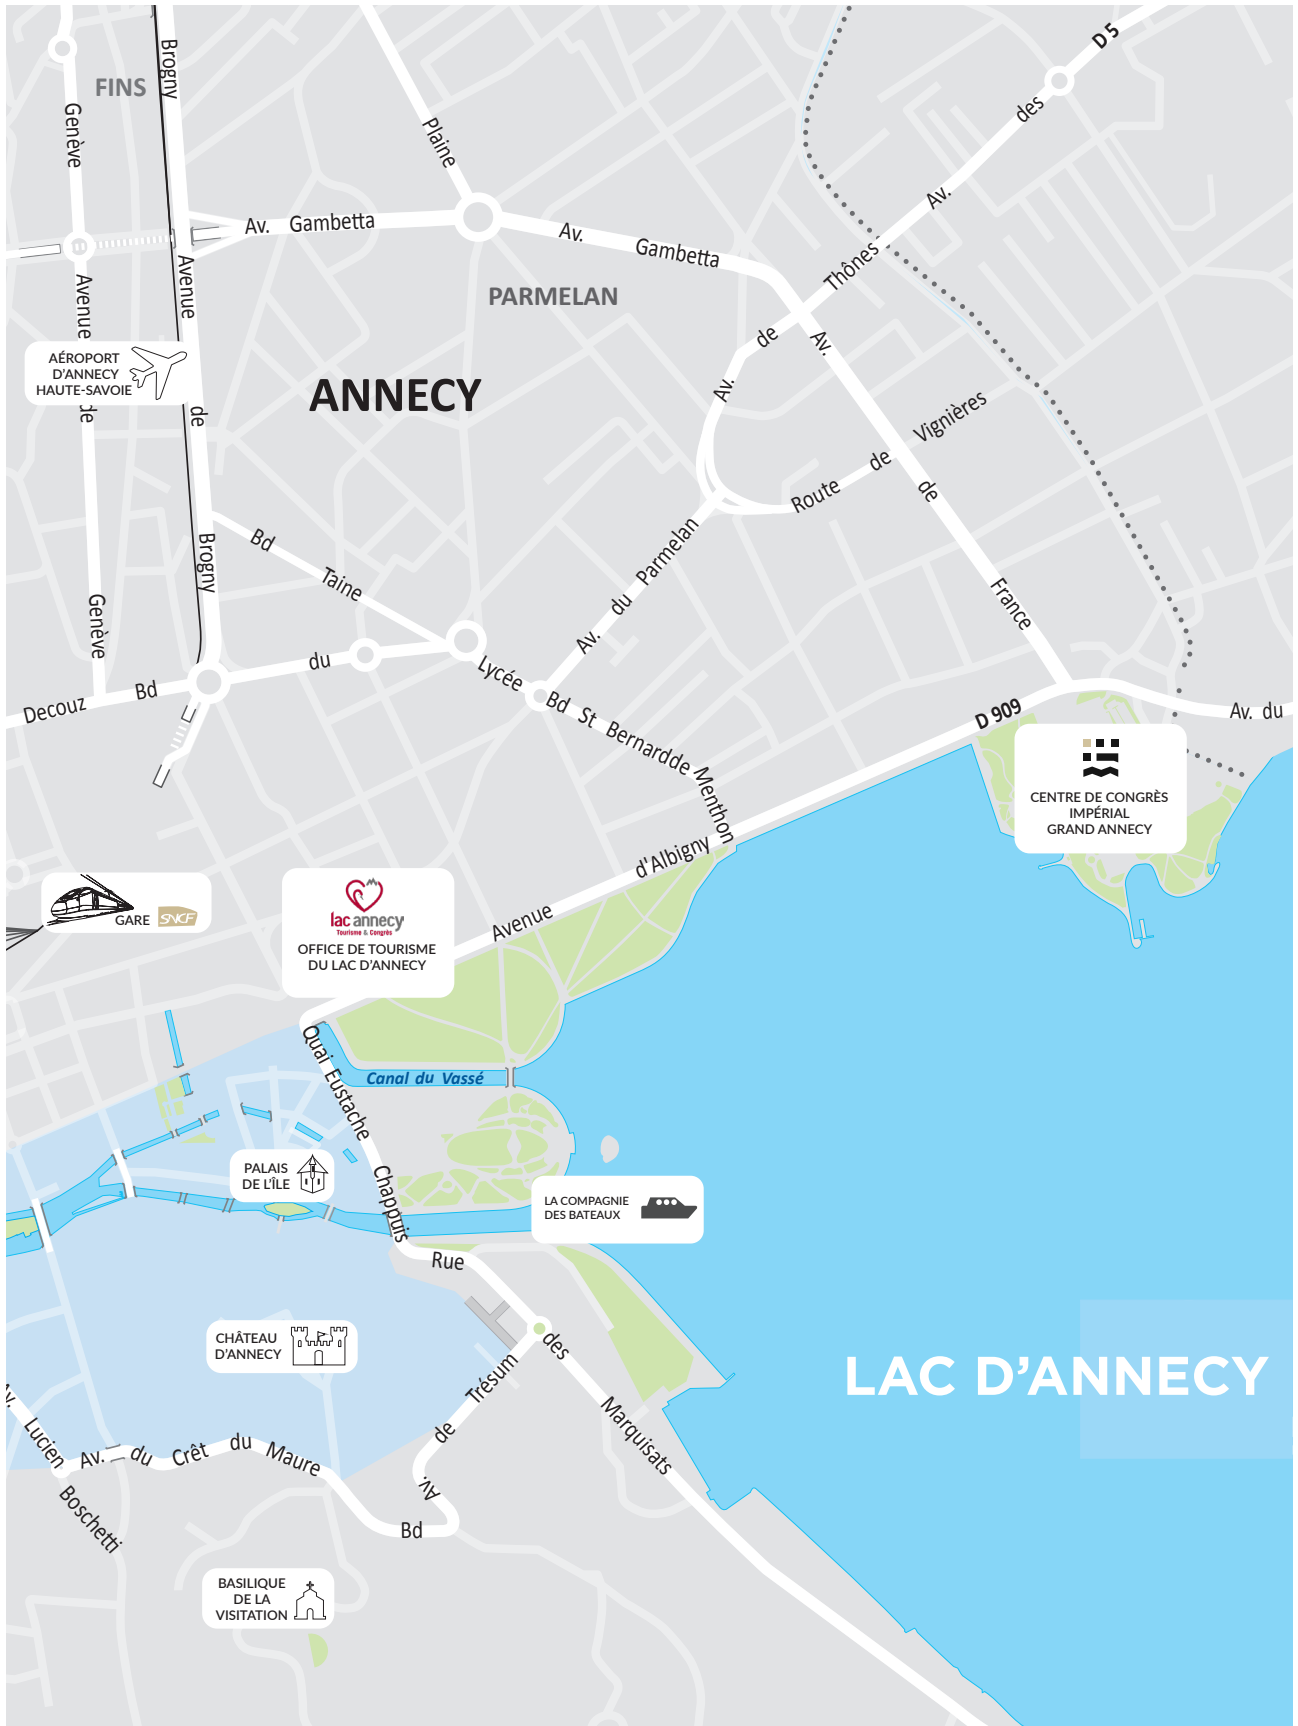 D 5
Brogny
FINS
Genève
Plaine
des
Av.
Av. Gambetta
Av. Gambetta
Thônes
Avenue
Avenue
PARMELAN
de
Av.
AÉROPORT
D'ANNECY
HAUTE-SAVOIE
de
de
ANNECY
Av.
Vignières
de
Route
de
Bd
Taine
Brogny
Parmelan
du
Av.
France
Genève
du
Lycée
Bd
Decouz
Bd St Bernardde Menthon
D 909
Av. du
CENTRE DE CONGRÈS
IMPÉRIAL
GRAND ANNECY
d'Albigny
Avenue
GARE SNCF
lac annecy
Tourisme & Congrès
OFFICE DE TOURISME
DU LAC D'ANNECY
Quai Eustache Chappuis
Canal du Vassé
PALAIS
DE L'ÎLE
LA COMPAGNIE
DES BATEAUX
Rue
des
Marquisats
CHÂTEAU
D'ANNECY
LAC D'ANNECY
Trésum
de
Av.
Av.
Lucien
Boschetti
Av. du Crêt du Maure
Bd
BASILIQUE
DE LA
VISITATION